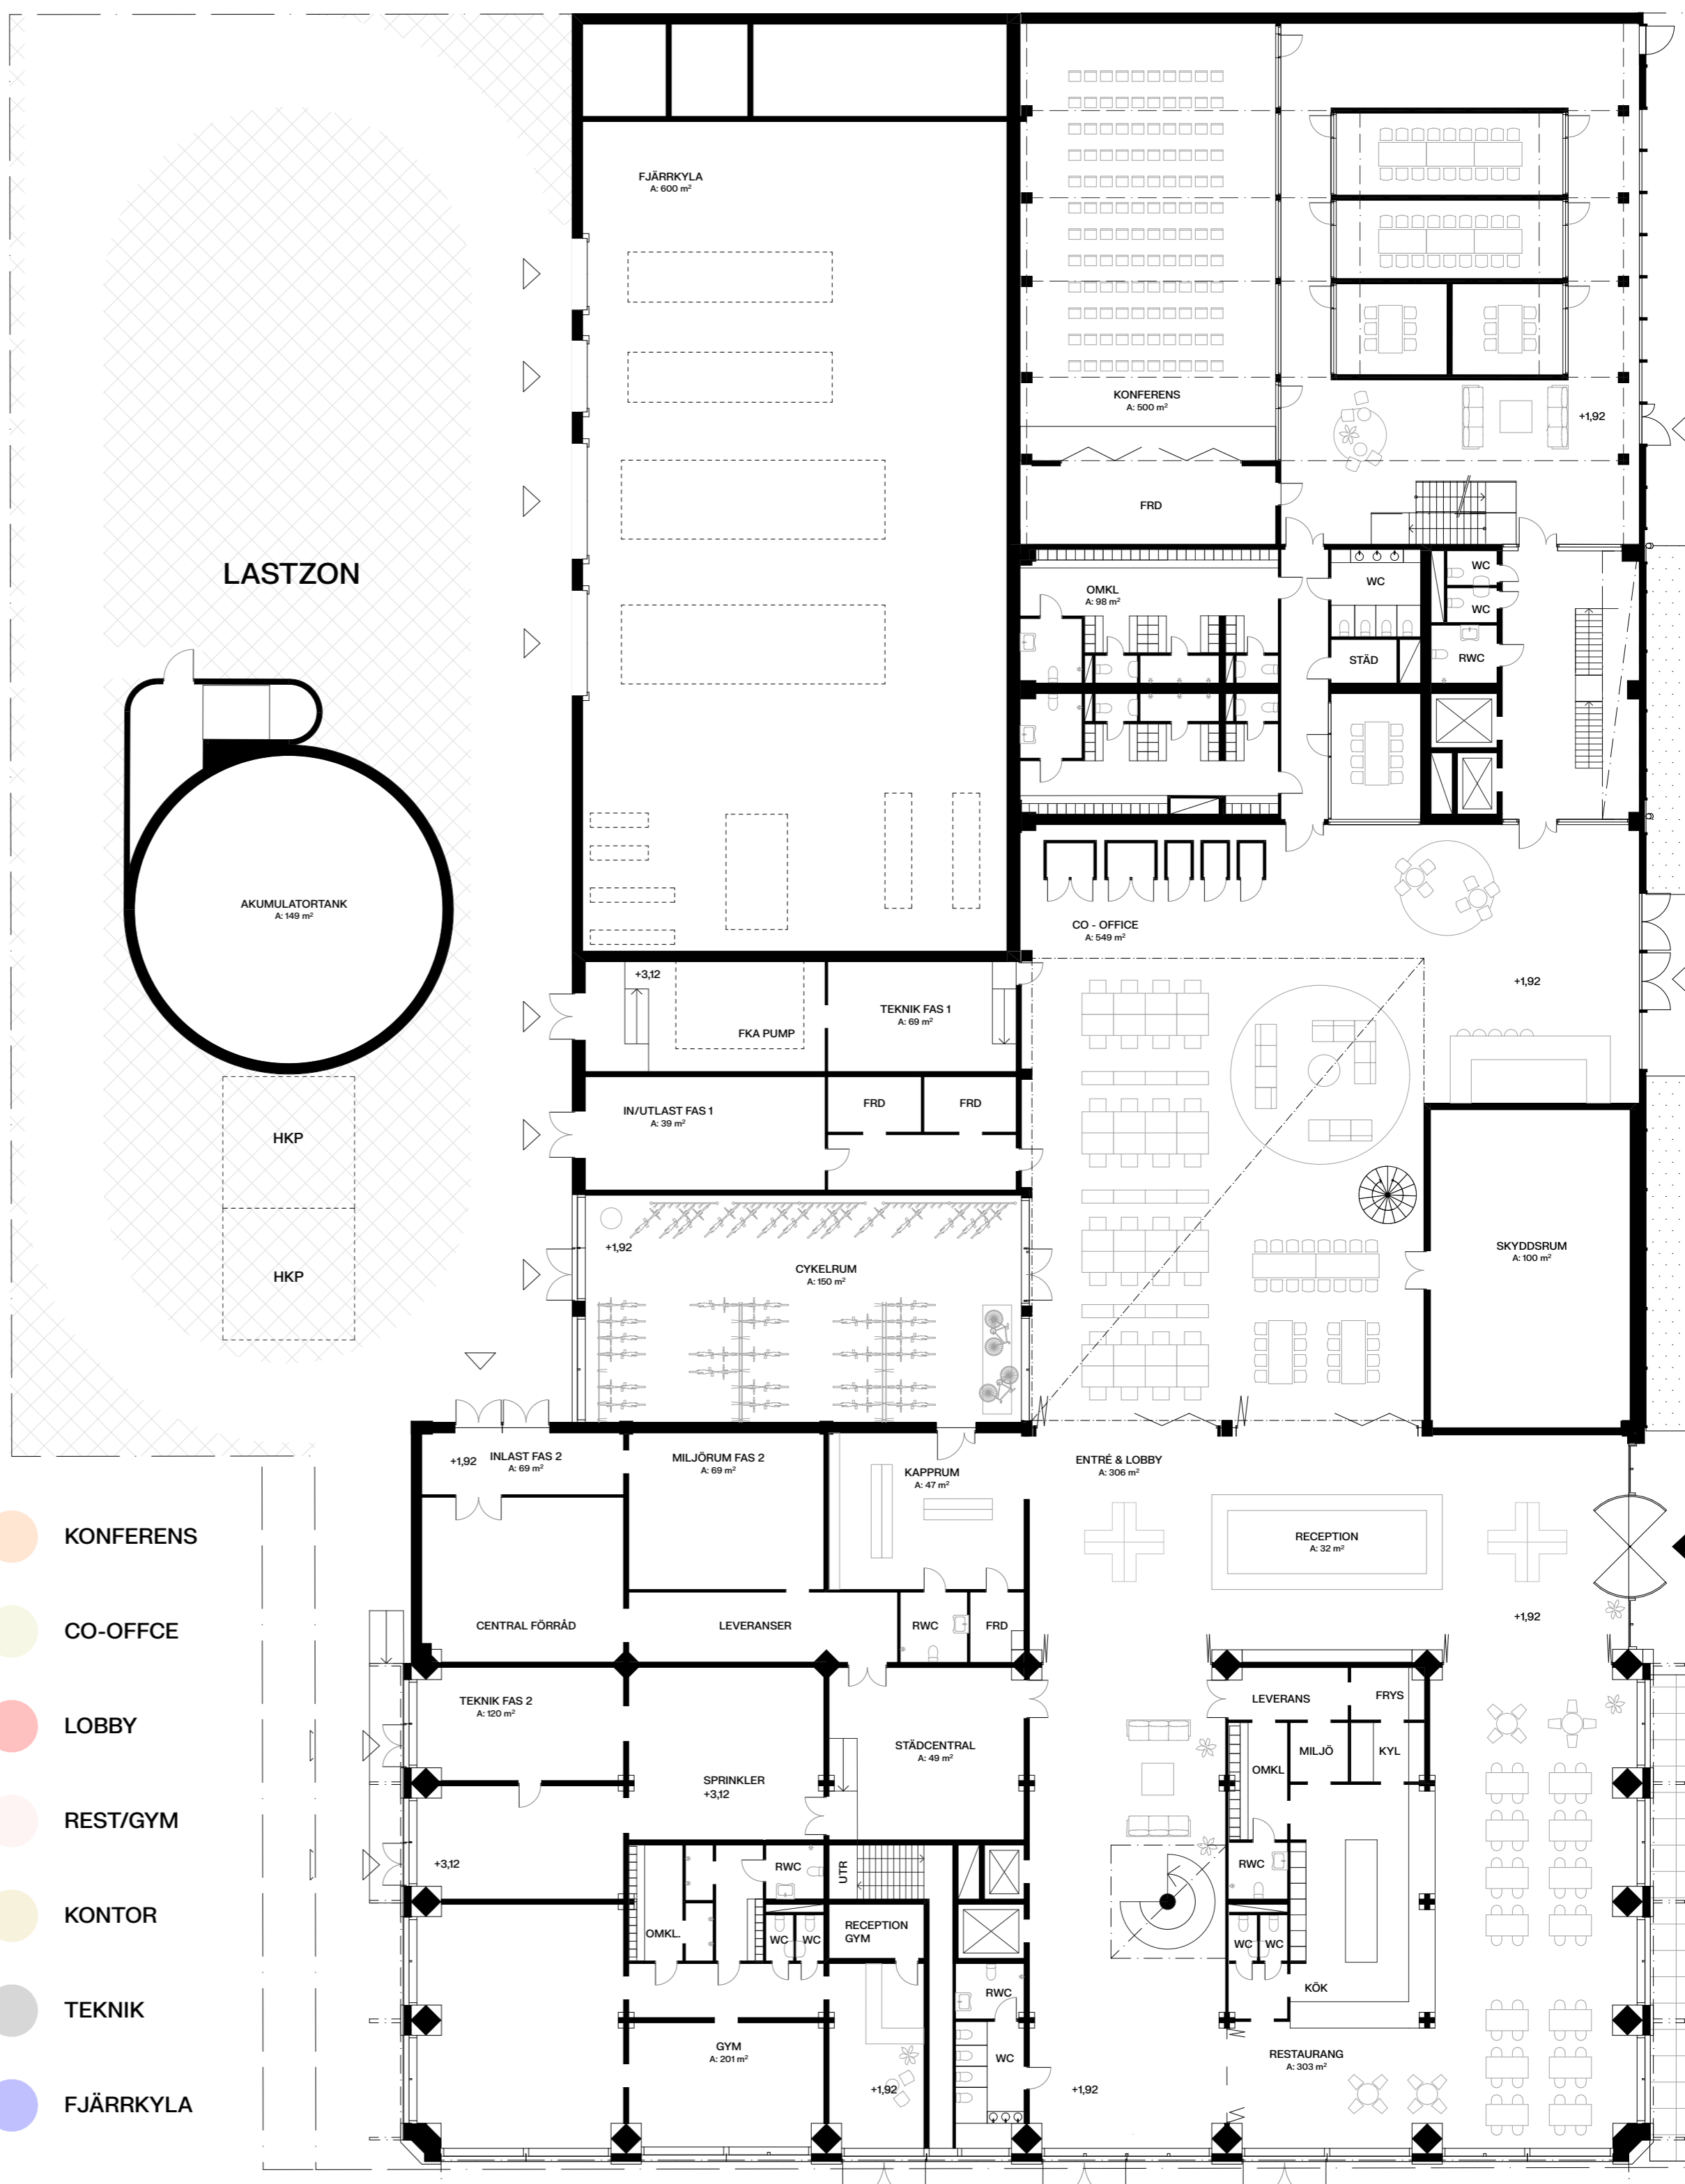 FJÄRRKYLA
A: 600 m²
KONFERENS
A: 500 m²
+1,92
FRD
LASTZON
OMKL
A: 98 m²
WC
WC
WC
STÄD
RWC
AKUMULATORTANK
A: 149 m²
CO - OFFICE
A: 549 m²
+1,92
+3,12
FKA PUMP
TEKNIK FAS 1
A: 69 m²
IN/UTLAST FAS 1
A: 39 m²
FRD
FRD
HKP
HKP
+1,92
CYKELRUM
A: 150 m²
SKYDDSRUM
A: 100 m²
+1,92
INLAST FAS 2
A: 69 m²
MILJÖRUM FAS 2
A: 69 m²
KAPPRUM
A: 47 m²
ENTRÉ & LOBBY
A: 306 m²
RECEPTION
A: 32 m²
+1,92
CENTRAL FÖRRÅD
LEVERANSER
RWC
FRD
TEKNIK FAS 2
A: 120 m²
SPRINKLER
+3,12
STÄDCENTRAL
A: 49 m²
LEVERANS
FRYS
MILJÖ
KYL
OMKL
RWC
WC
WC
KÖK
+3,12
RWC
UTR
OMKL.
WC
WC
RECEPTION
GYM
RWC
WC
GYM
A: 201 m²
+1,92
+1,92
RESTAURANG
A: 303 m²
KONFERENS
CO-OFFCE
LOBBY
REST/GYM
KONTOR
TEKNIK
FJÄRRKYLA